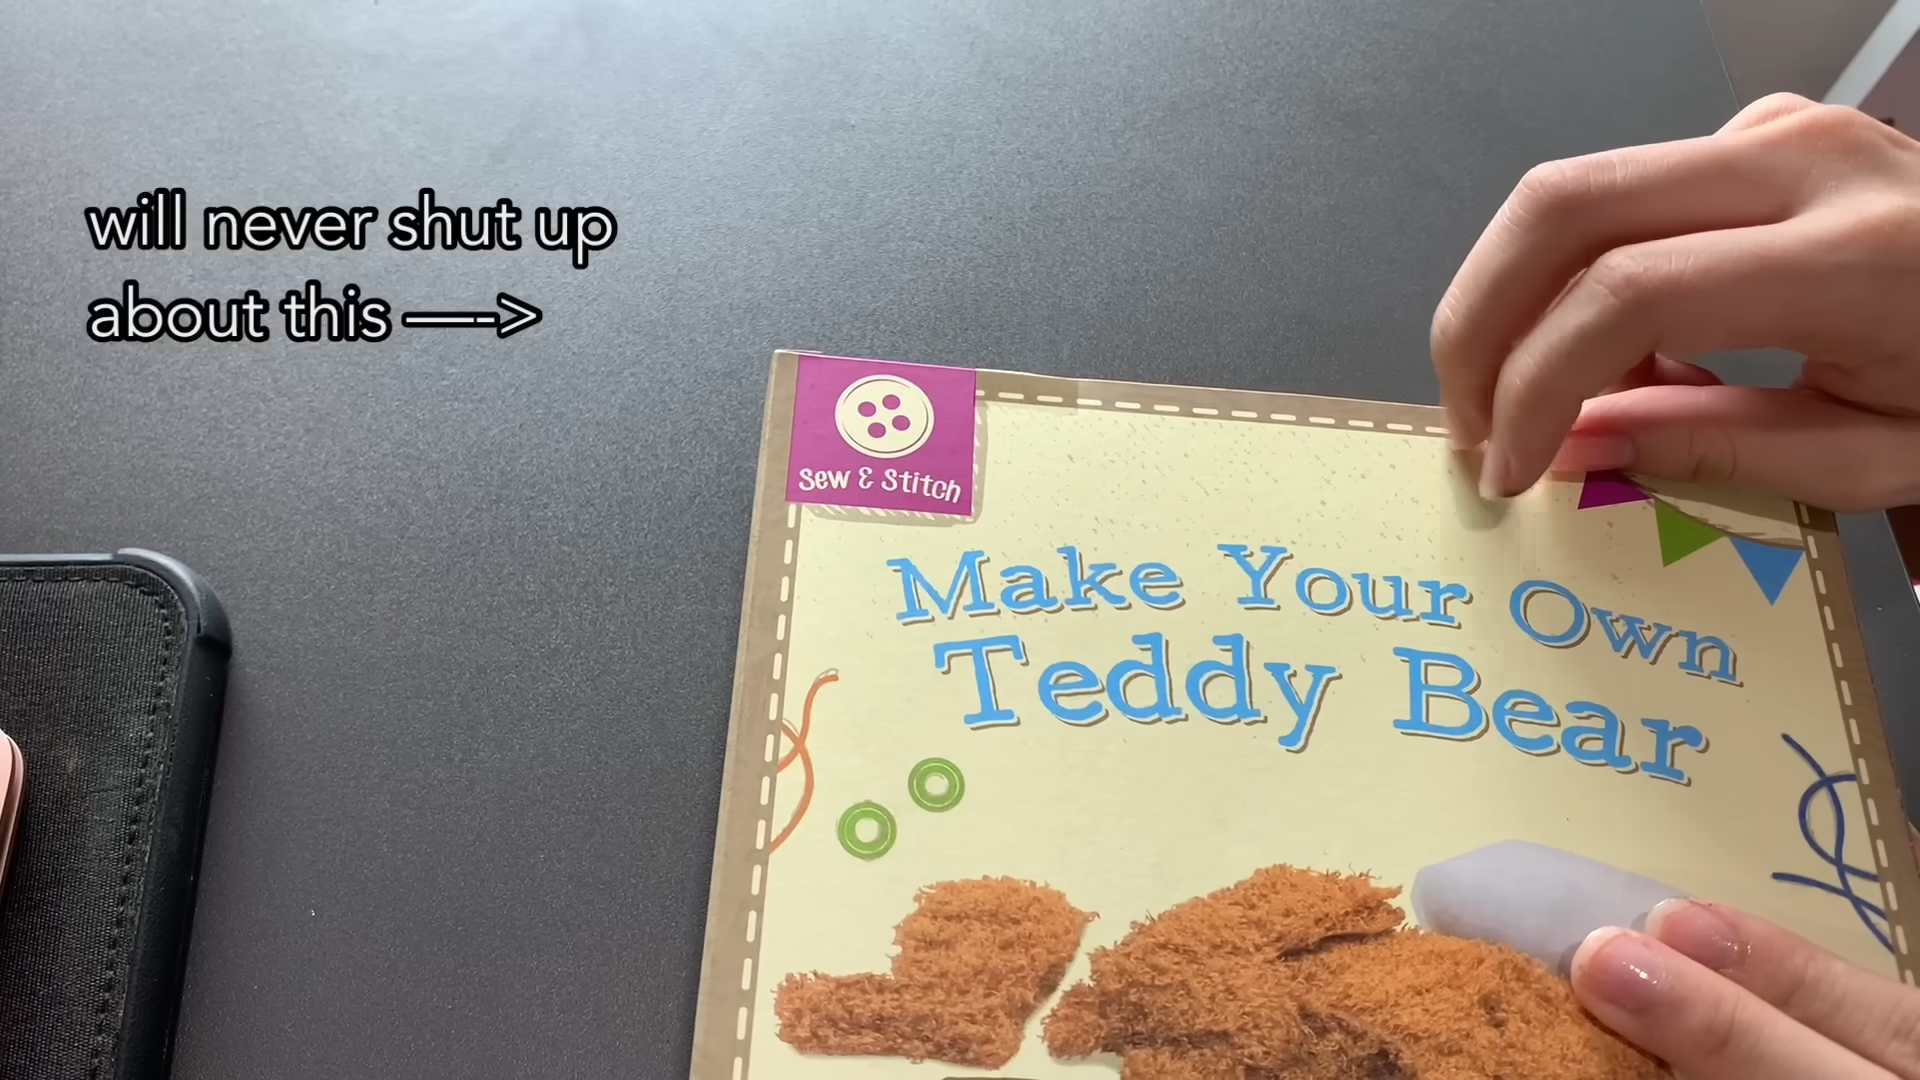 will never shut up
about this —->
Sew & Stitch
Make Your Own
Teddy Bear